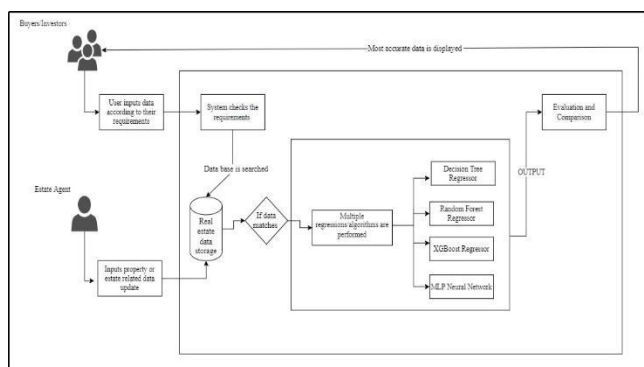 Buyers/Investors
Most accurate data is displayed
User inputs data
according to their
requirements
System checks the
requirements
Evaluation and
Comparison
Data base is searched
Estate Agent
Real
estate
data
storage
If data
matches
Multiple
regressions/algorithms are
performed
Decision Tree
Regressor
Random Forest
Regressor
XGBoost Regressor
MLP Neural Network
OUTPUT
Inputs property or
estate related data
update